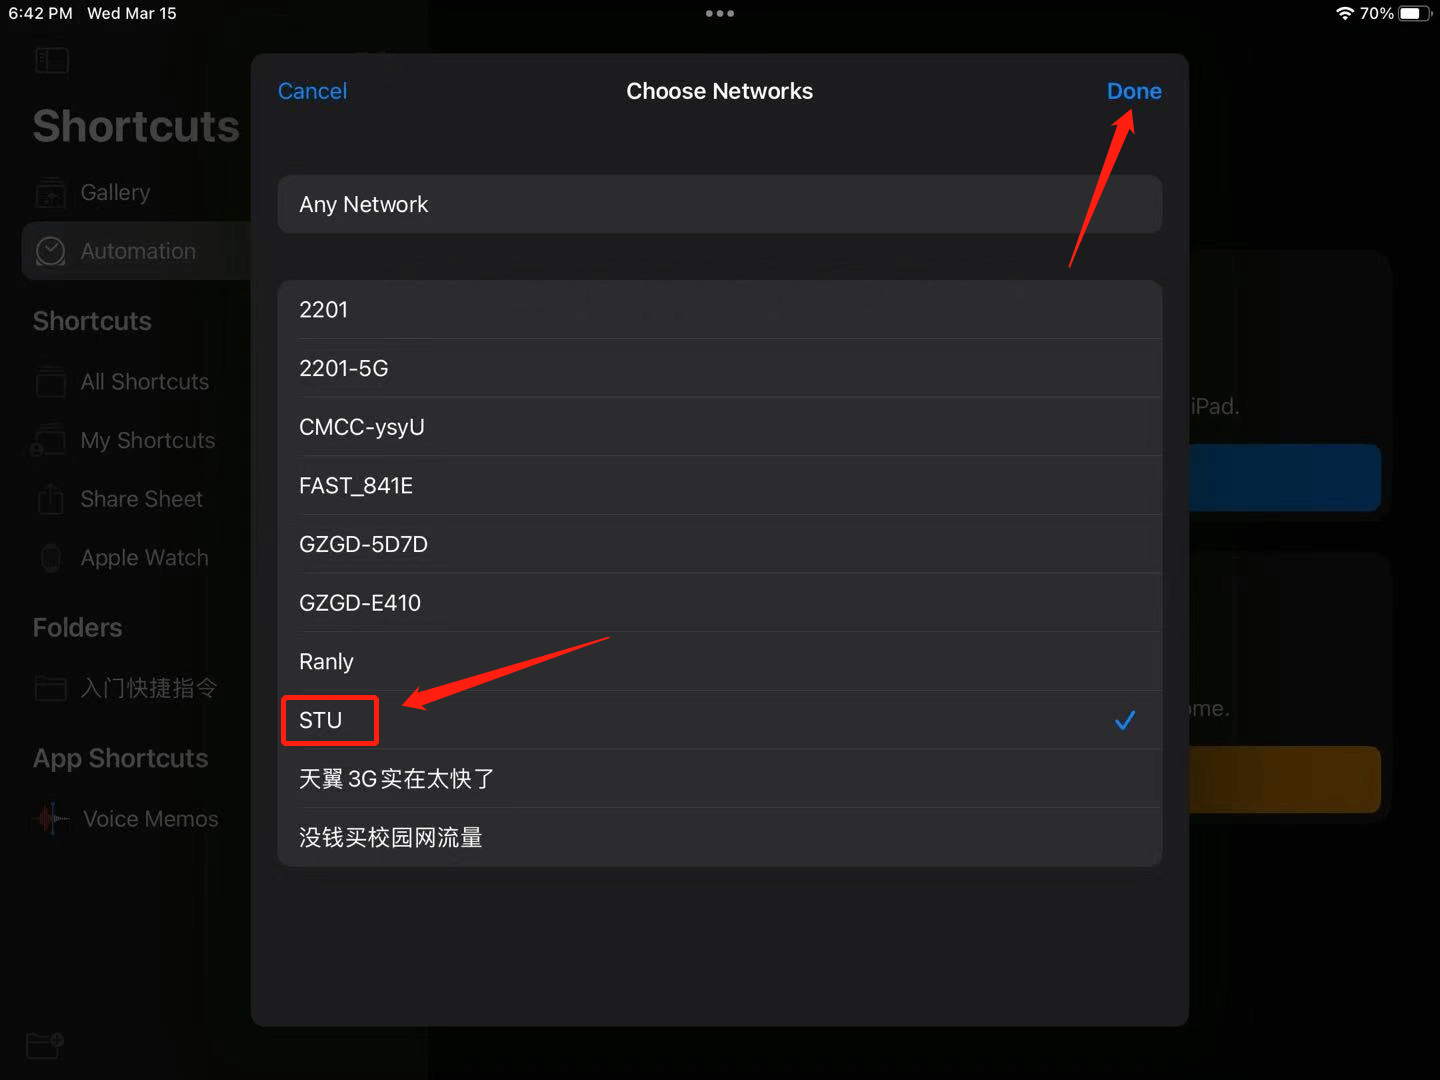 6:42 PM Wed Mar 15
70%
Shortcuts
Gallery
Automation
Shortcuts
All Shortcuts
My Shortcuts
Share Sheet
Apple Watch
Folders
入门快捷指令
App Shortcuts
Voice Memos
Cancel
Choose Networks
Done
Any Network
2201
2201-5G
CMCC-ysyU
FAST_841E
GZGD-5D7D
GZGD-E410
Ranly
STU
天翼3G实在太快了
没钱买校园网流量
iPad.
ome.